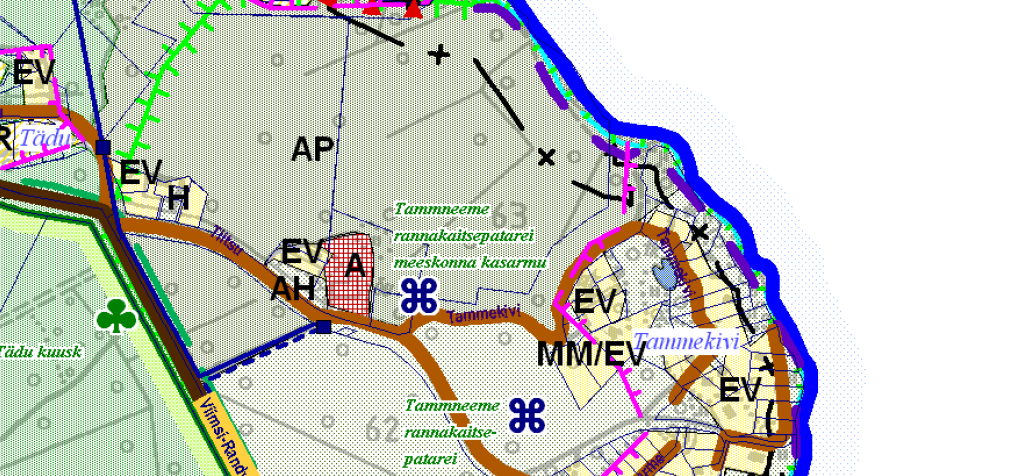 EV
R
Tädu
EV
H
AP
63
Tammneeme
rannakaitsepatarei
meeskonna kasarmu
Tiitsu
EV
A
AH
Tammekivi
Tammekivi
EV
MM/EV
Tammekivi
EV
Tädu kuusk
Viimsi-Rand
62
Tammneeme
rannakaitse-
patarei